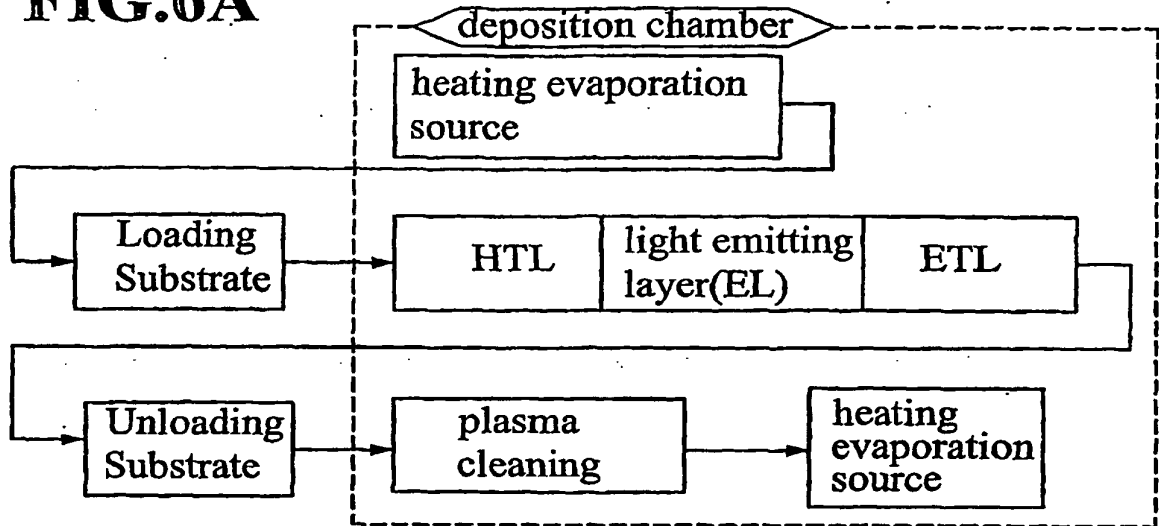 FIG.6A
deposition chamber
heating evaporation
source
Loading
Substrate
HTL
light emitting
layer(EL)
ETL
Unloading
Substrate
plasma
cleaning
heating
evaporation
source